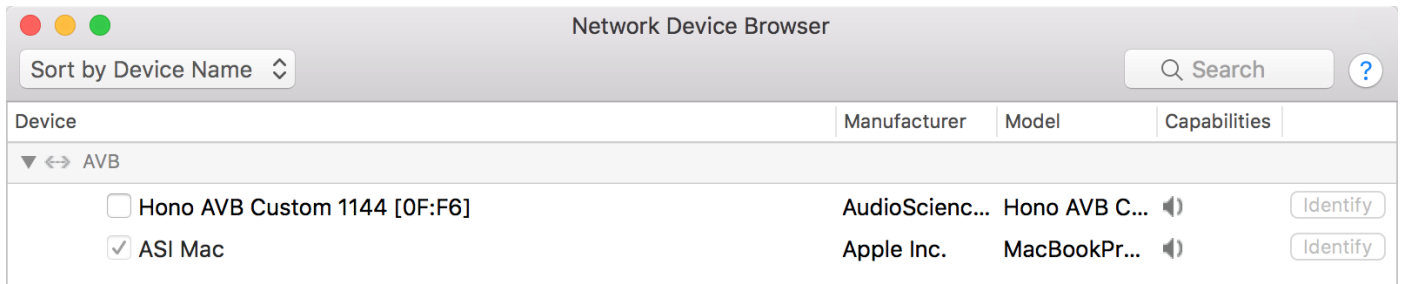 Network Device Browser
Sort by Device Name Search ?
Device Manufacturer Model Capabilities
AVB
Hono AVB Custom 1144 [0F:F6] AudioScienc... Hono AVB C... Identify
ASI Mac Apple Inc. MacBookPr... Identify